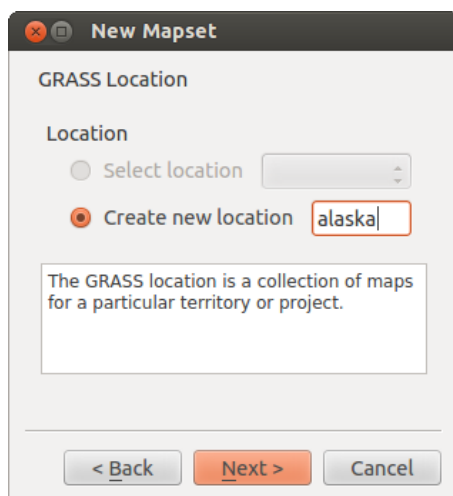 New Mapset
GRASS Location
Location
Select location
Create new location alaska
The GRASS location is a collection of maps
for a particular territory or project.
< Back Next > Cancel